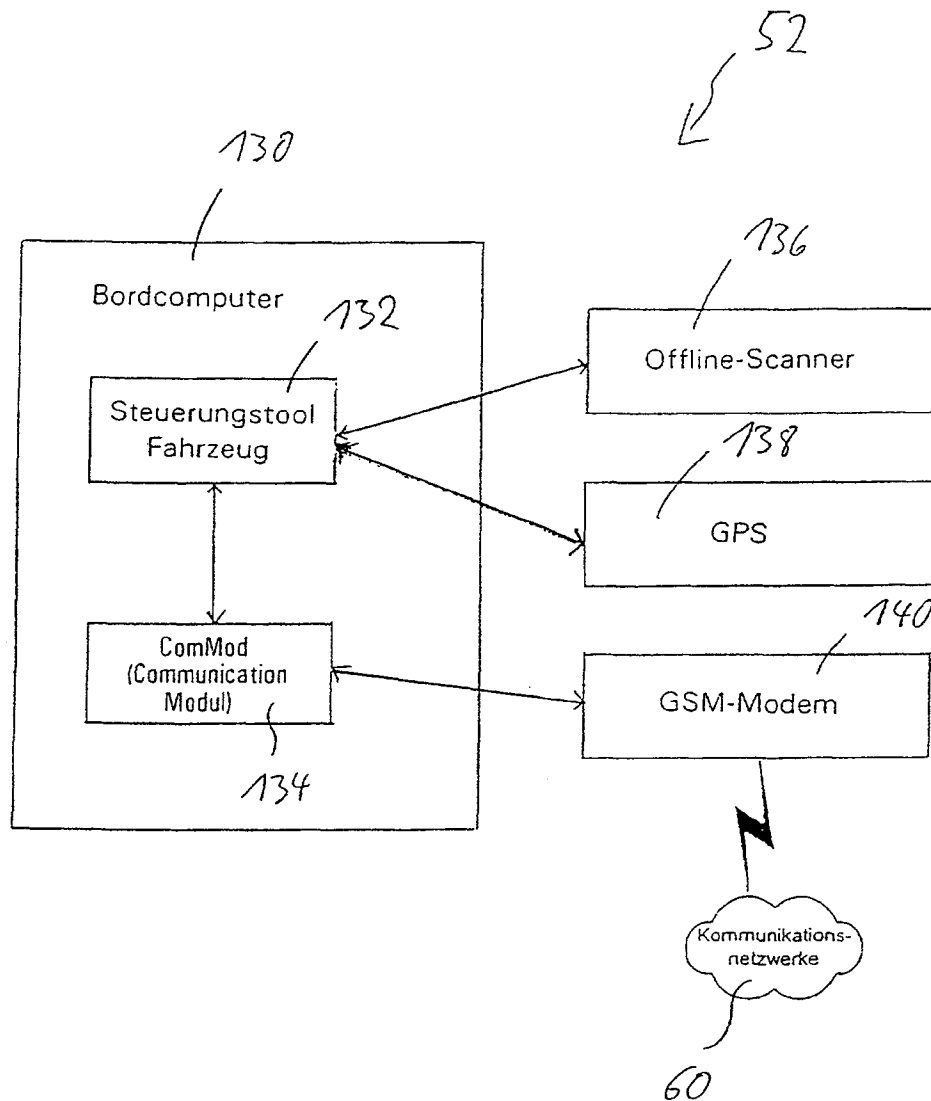 52
130
136
Bordcomputer
132
Offline-Scanner
Steuerungstool
Fahrzeug
138
GPS
140
ComMod
(Communication
Modul)
GSM-Modem
134
Kommunikations-
netzwerke
60